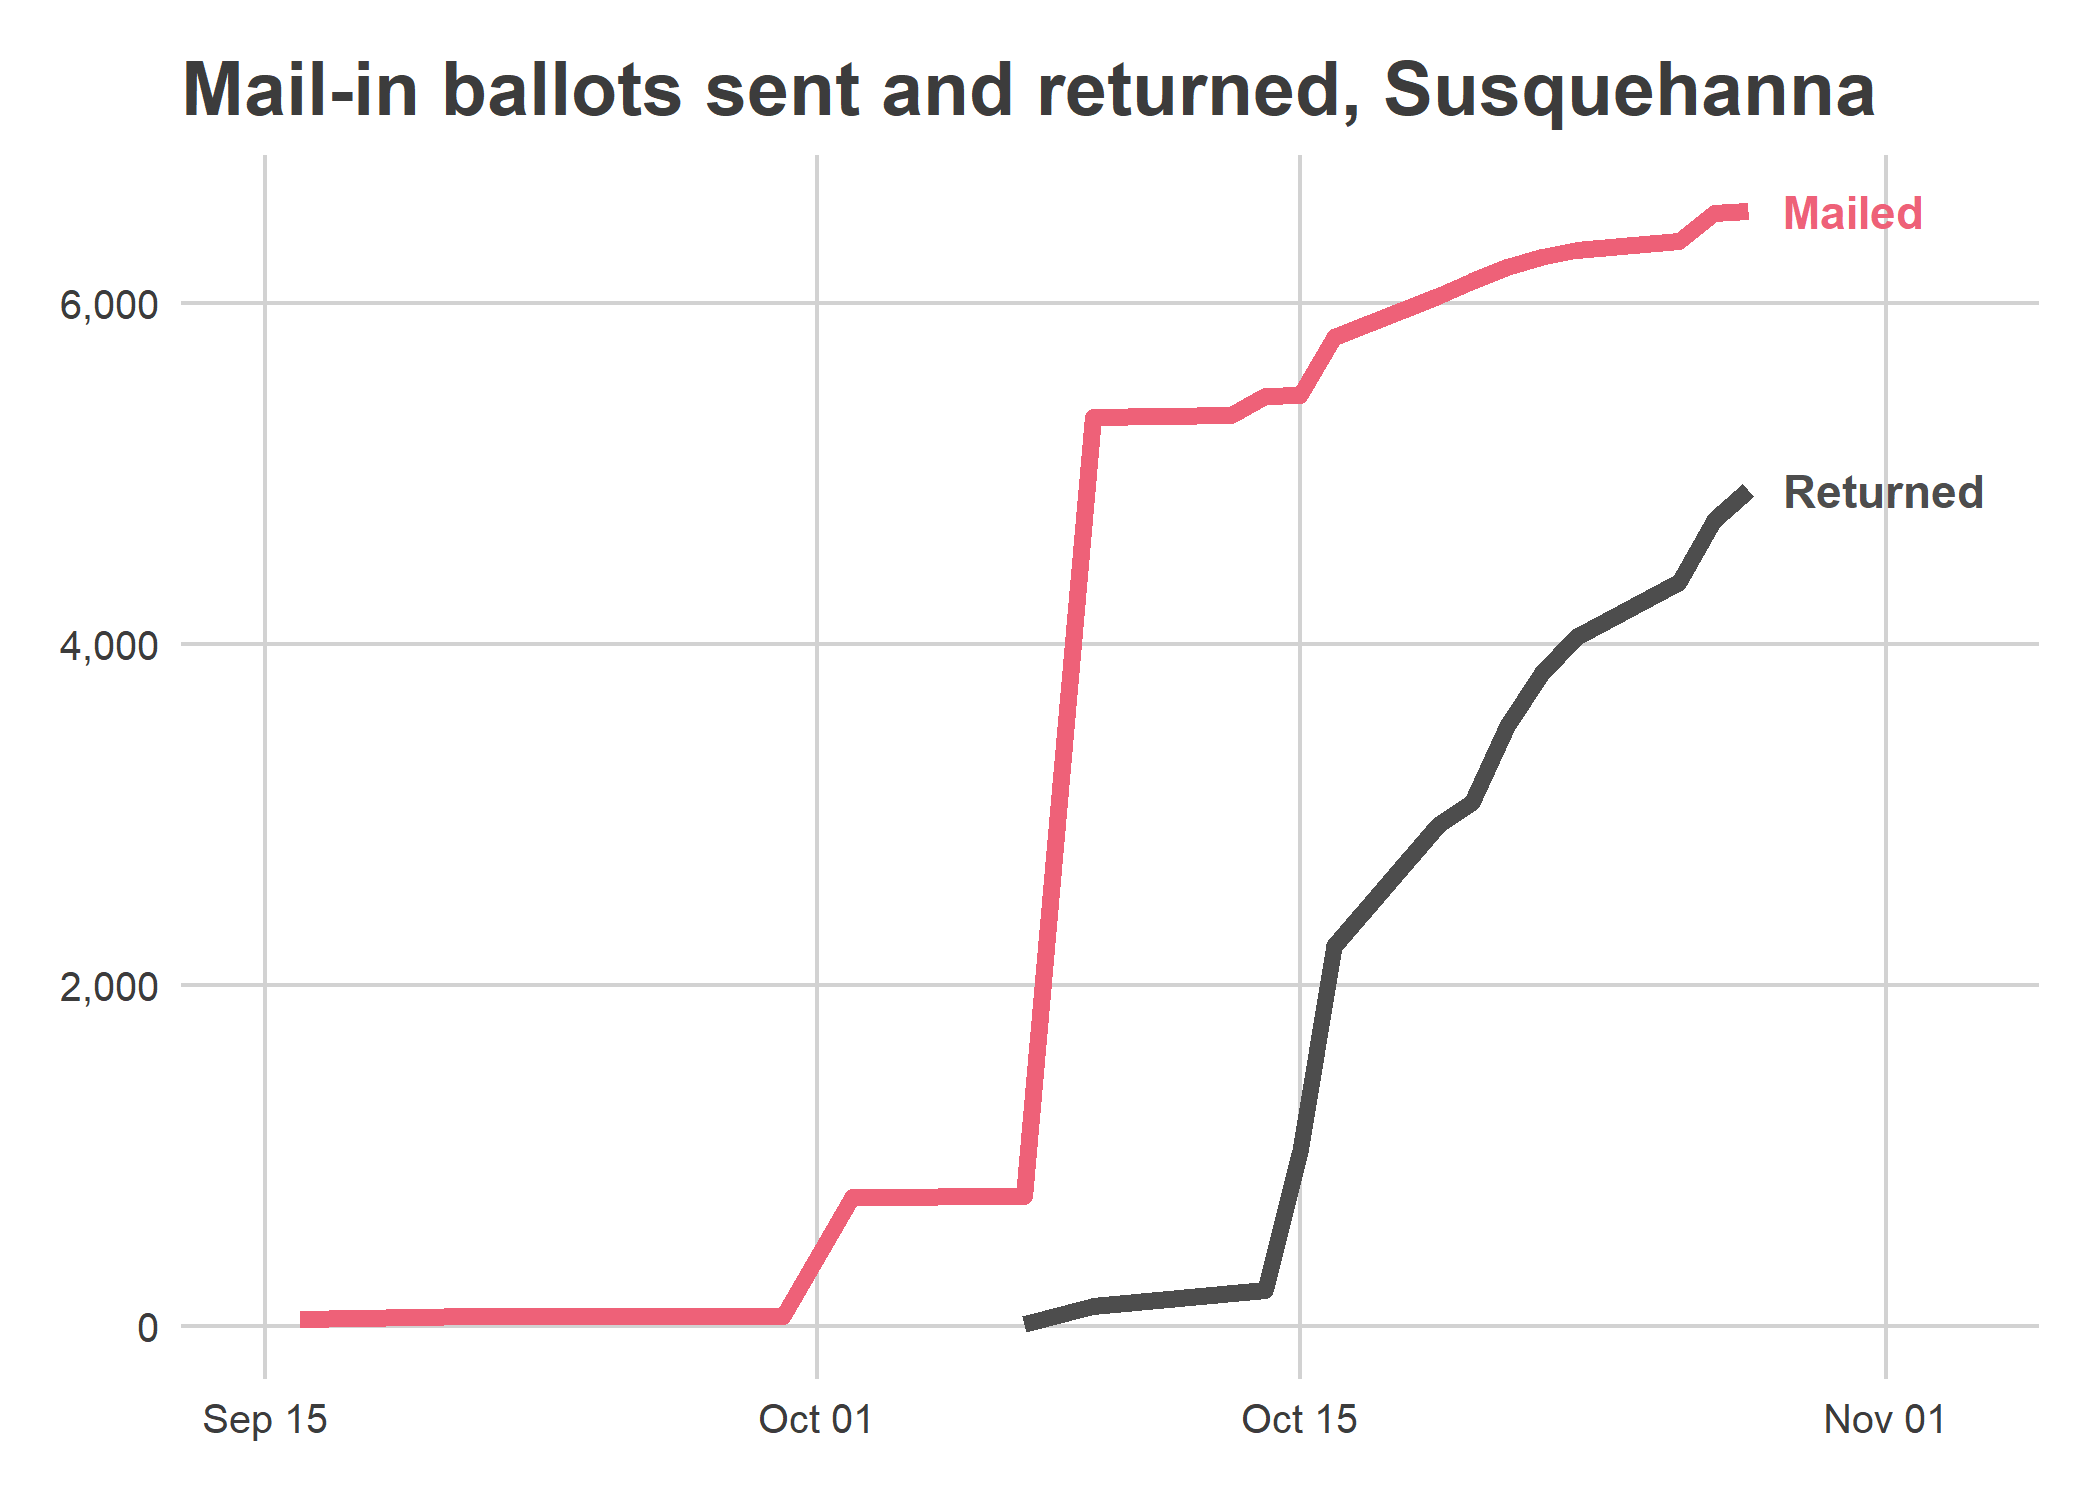 Mail-in ballots sent and returned, Susquehanna
Mailed
6,000
Returned
4,000
2,000
0
Sep 15
Oct 01
Oct 15
Nov 01